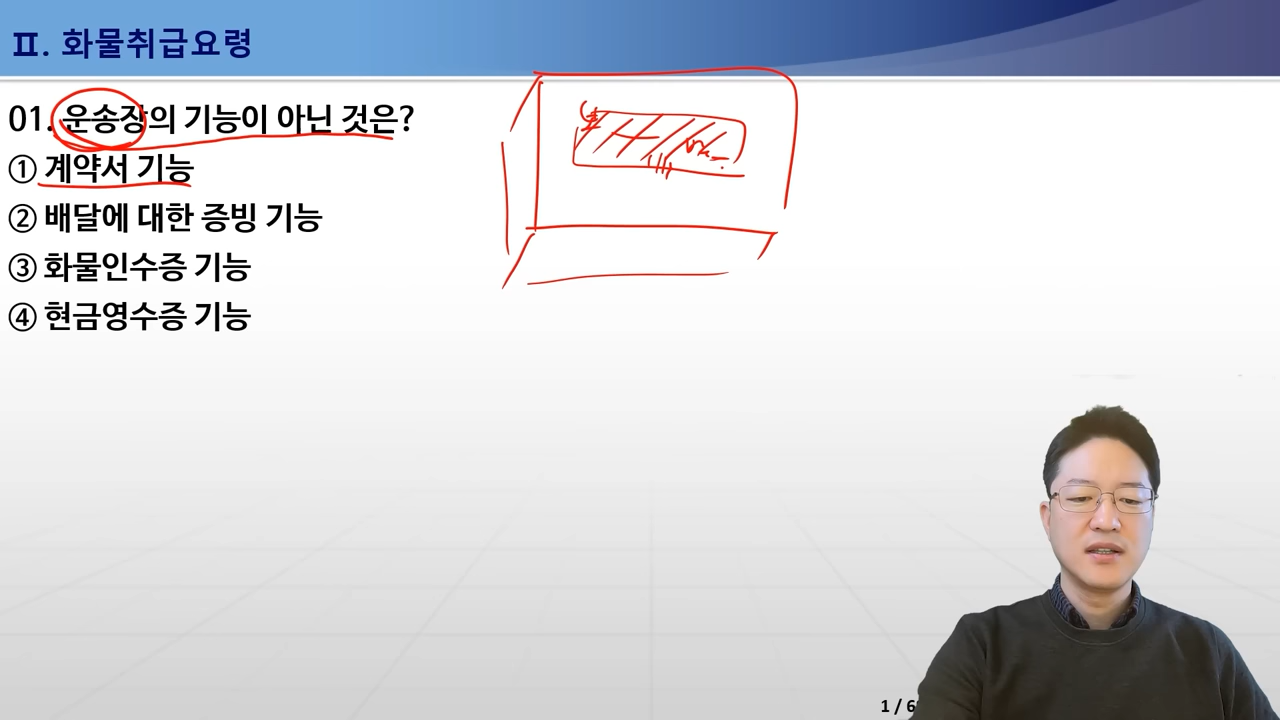 Ⅱ. 화물취급요령
01. 운송장의 기능이 아닌 것은?
① 계약서 기능
② 배달에 대한 증빙 기능
③ 화물인수증 기능
④ 현금영수증 기능
1 / 6